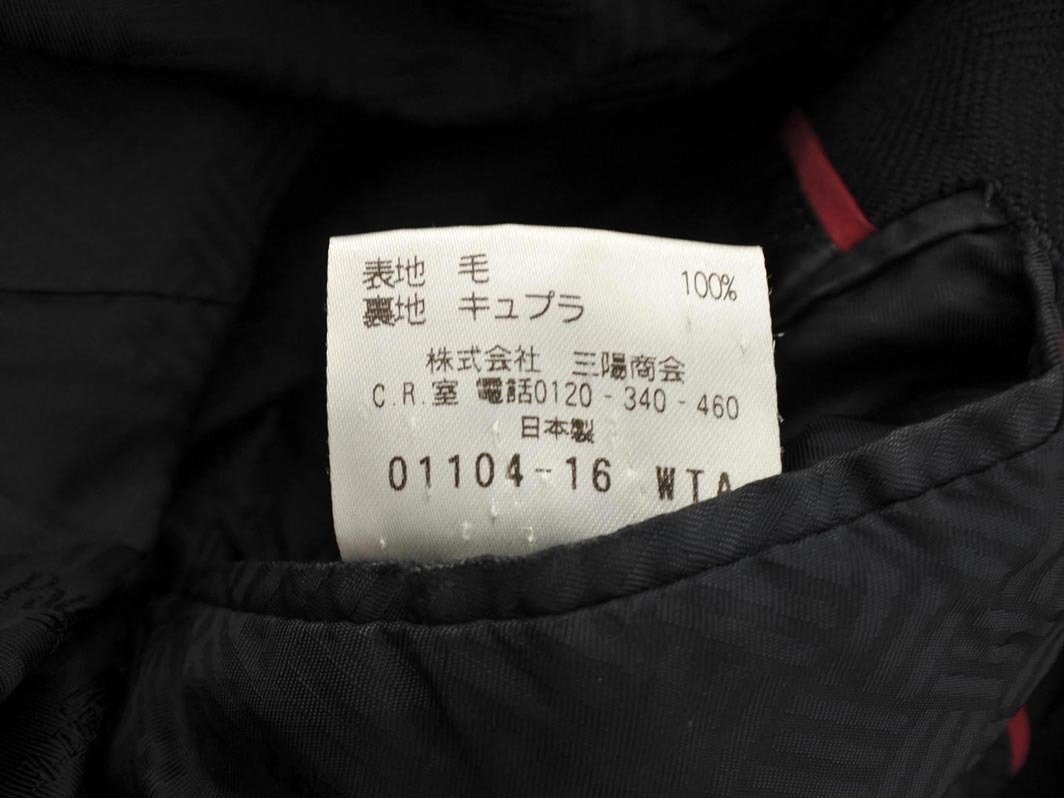 表地　毛　100%
裏地　キュプラ
株式会社　三陽商会
C.R.室 電話0120-340-460
日本製
01104-16 WTA